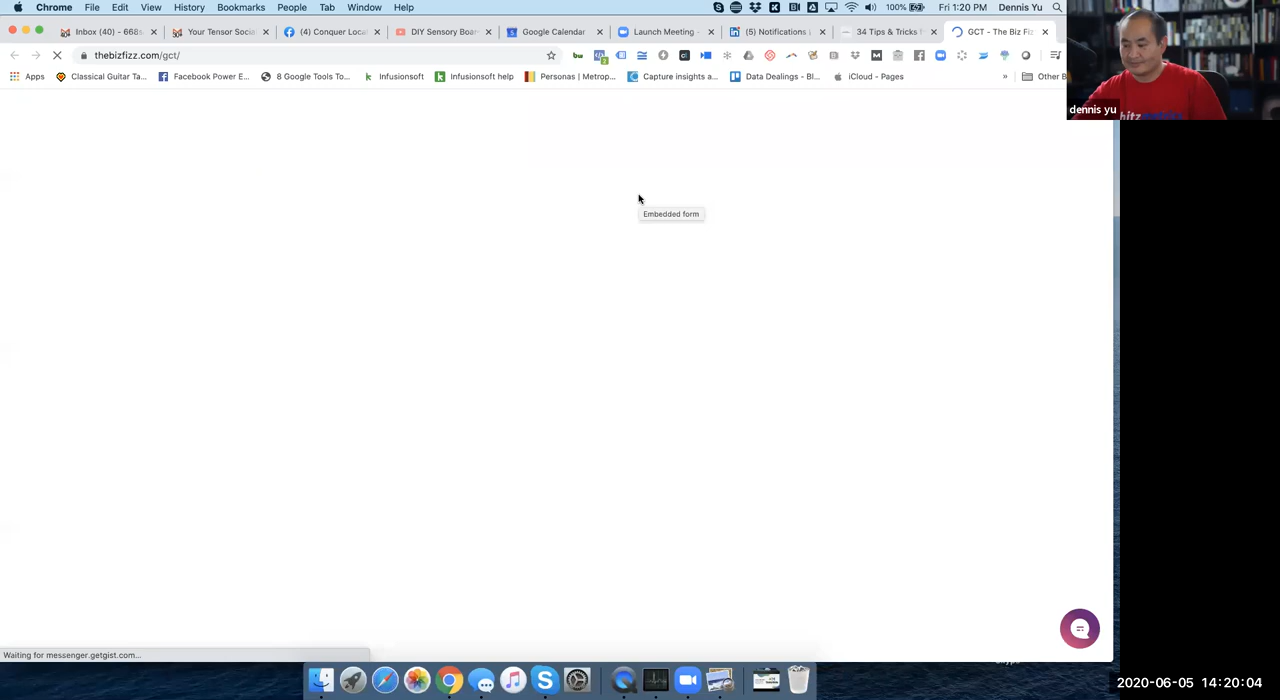 Chrome File Edit View History Bookmarks People Tab Window Help
100% Fri 1:20 PM Dennis Yu
Inbox (40) - 668s
Your Tensor Socia
(4) Conquer Loca
DIY Sensory Boar
Google Calendar
Launch Meeting -
(5) Notifications |
34 Tips & Tricks f
GCT - The Biz Fiz
thebizfizz.com/gct/
Apps
Classical Guitar Ta...
Facebook Power E...
8 Google Tools To...
Infusionsoft
Infusionsoft help
Personas | Metrop...
Capture insights a...
Data Dealings - Bl...
iCloud - Pages
»
Other B
dennis yu
Embedded form
Waiting for messenger.getgist.com...
2020-06-05 14:20:04